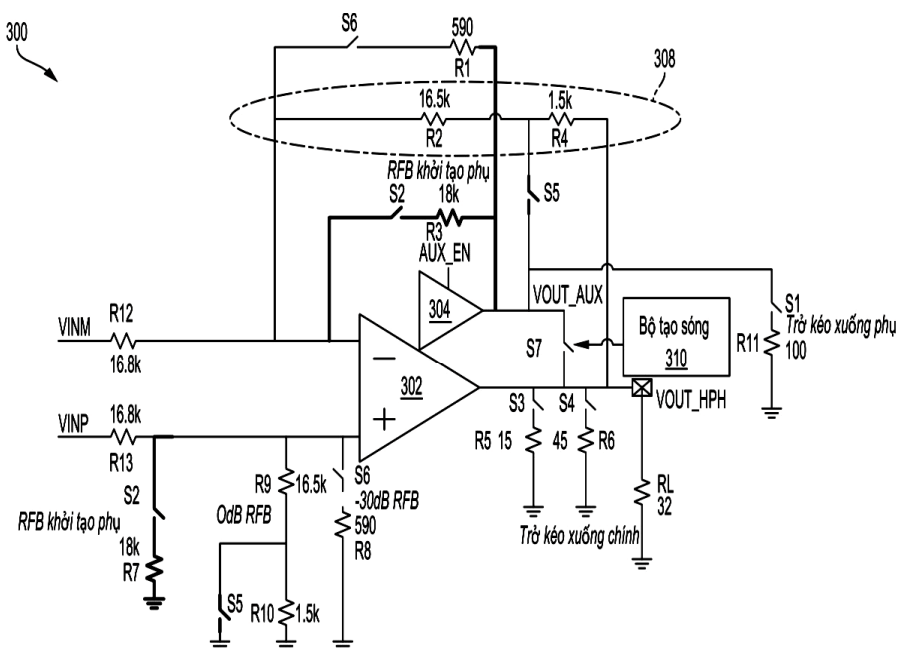 300
S6
590
R1
308
16.5k
R2
1.5k
R4
RFB khởi tạo phụ
S2
18k
R3
S5
AUX_EN
304
VOUT_AUX
S1
Trở kéo xuống phụ
R11
100
Bộ tạo sóng
310
S7
VINM
R12
16.8k
302
VOUT_HPH
VINP
16.8k
R13
S3
S4
R5 15
45
R6
S2
RFB khởi tạo phụ
18k
R7
R9
16.5k
0dB RFB
S6
-30dB RFB
590
R8
RL
32
Trở kéo xuống chính
S5
R10
1.5k